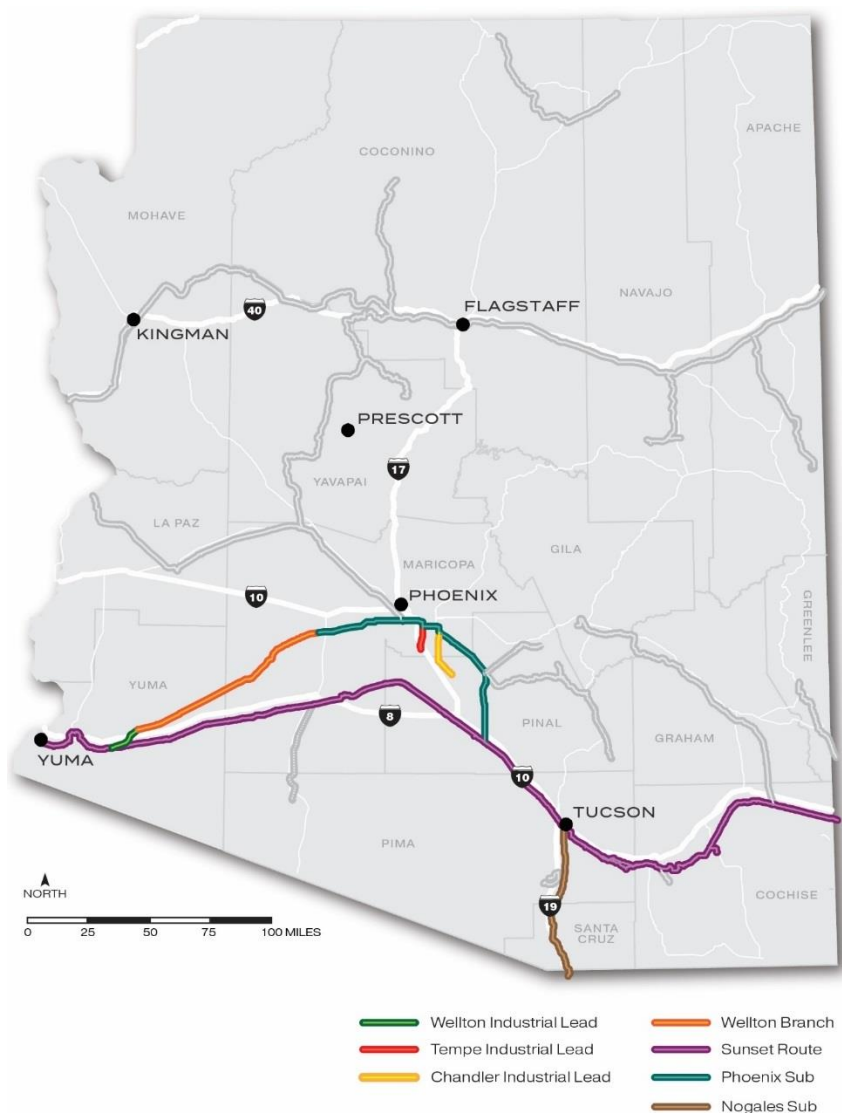 APACHE
COCONINO
MOHAVE
NAVAJO
40
FLAGSTAFF
KINGMAN
PRESCOTT
17
YAVAPAI
LA PAZ
GILA
MARICOPA
10
PHOENIX
GREENLEE
YUMA
8
PINAL
GRAHAM
YUMA
10
TUCSON
PIMA
NORTH
COCHISE
19
SANTA
CRUZ
0 25 50 75 100 MILES
Wellton Industrial Lead
Wellton Branch
Tempe Industrial Lead
Sunset Route
Chandler Industrial Lead
Phoenix Sub
Nogales Sub